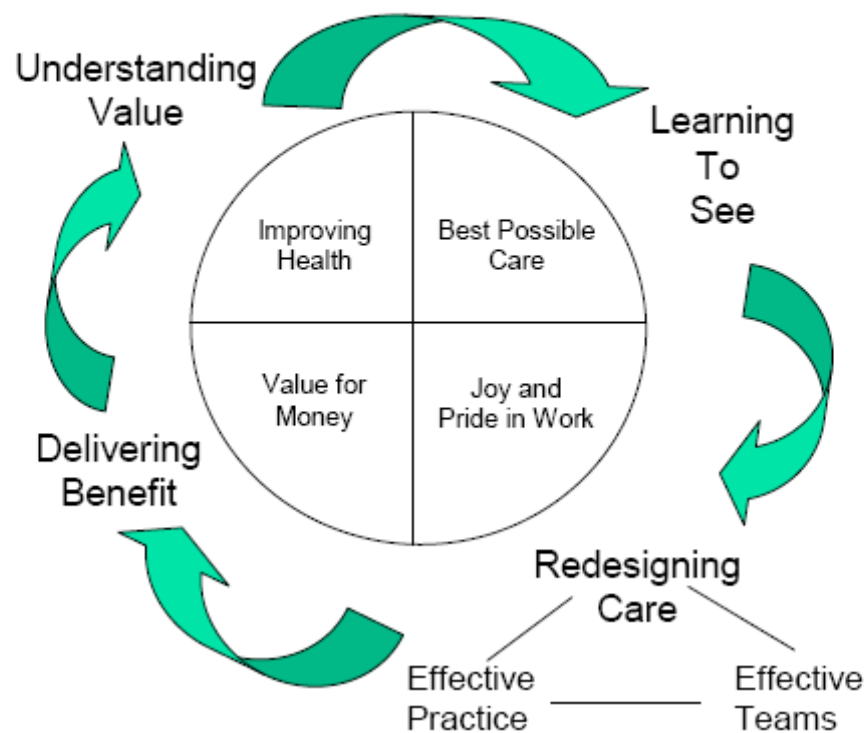 Understanding
Value
Learning
To
See
Improving
Health
Best Possible
Care
Value for
Money
Joy and
Pride in Work
Delivering
Benefit
Redesigning
Care
Effective
Practice
Effective
Teams